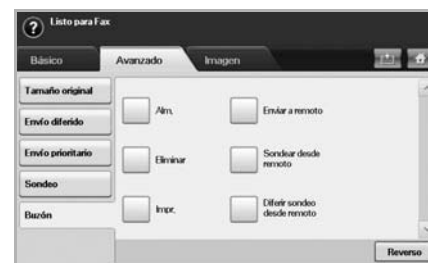 Listo para Fax
Básico Avanzado Imagen
Tamaño original
Envío diferido
Envío prioritario
Sondeo
Buzón
Alm. Enviar a remoto
Eliminar Sondear desde
remoto
Impr. Diferir sondeo
desde remoto
Reverso